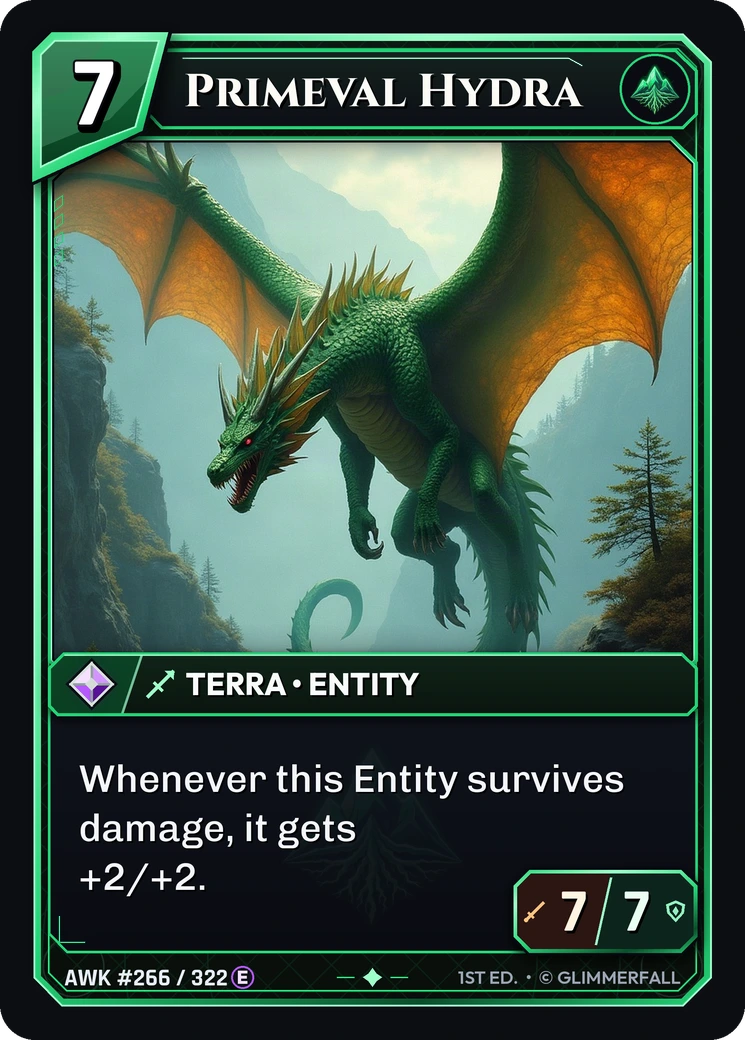 7
PRIMEVAL HYDRA
TERRA • ENTITY
Whenever this Entity survives
damage, it gets
+2/+2.
7 / 7
AWK #266 / 322 E
1ST ED. • © GLIMMERFALL